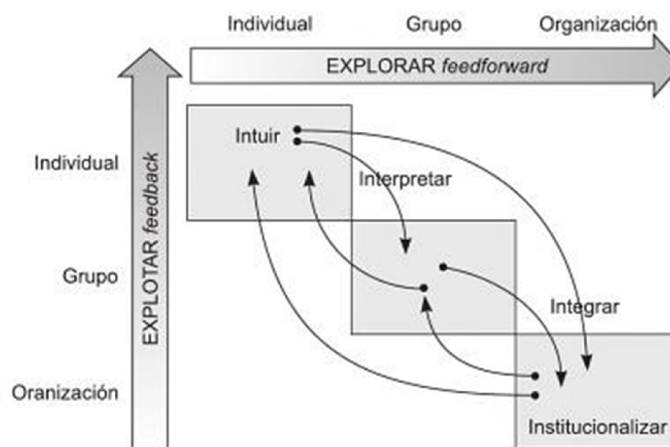 Individual Grupo Organización
EXPLORAR feedforward
Intuir
Individual
Interpretar
EXPLOTAR feedback
Grupo
Integrar
Oranización
Institucionalizar